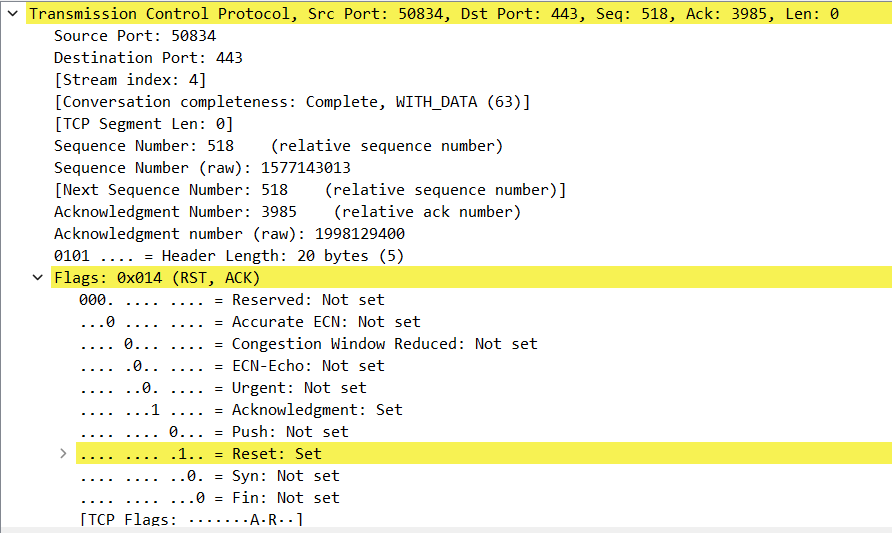 Transmission Control Protocol, Src Port: 50834, Dst Port: 443, Seq: 518, Ack: 3985, Len: 0
Source Port: 50834
Destination Port: 443
[Stream index: 4]
[Conversation completeness: Complete, WITH_DATA (63)]
[TCP Segment Len: 0]
Sequence Number: 518    (relative sequence number)
Sequence Number (raw): 1577143013
[Next Sequence Number: 518    (relative sequence number)]
Acknowledgment Number: 3985    (relative ack number)
Acknowledgment number (raw): 1998129400
0101 .... = Header Length: 20 bytes (5)
Flags: 0x014 (RST, ACK)
000. .... .... = Reserved: Not set
...0 .... .... = Accurate ECN: Not set
.... 0... .... = Congestion Window Reduced: Not set
.... .0.. .... = ECN-Echo: Not set
.... ..0. .... = Urgent: Not set
.... ...1 .... = Acknowledgment: Set
.... .... 0... = Push: Not set
.... .... .1.. = Reset: Set
.... .... ..0. = Syn: Not set
.... .... ...0 = Fin: Not set
[TCP Flags: ·······A·R··]